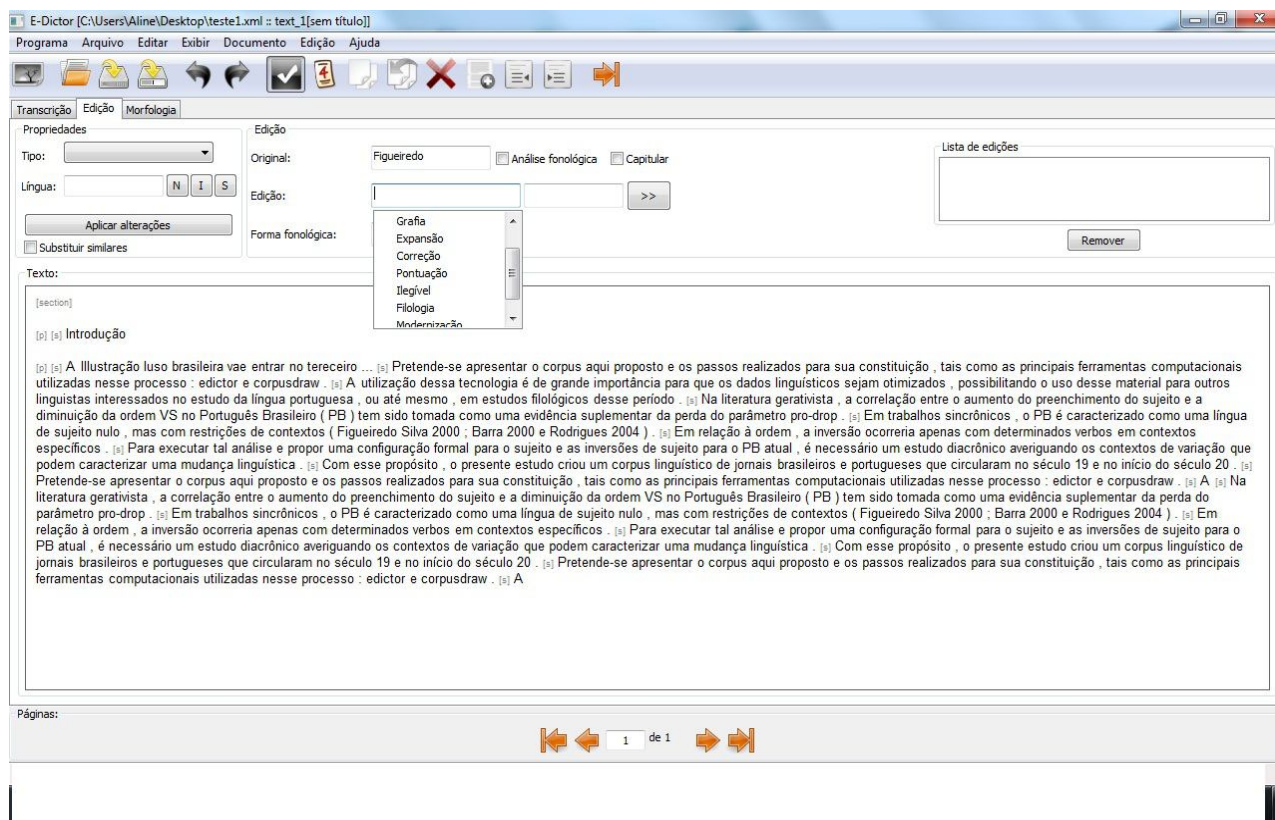 E-Dictor [C:\Users\Aline\Desktop\teste1.xml :: text_1[sem título]]
Programa Arquivo Editar Exibir Documento Edição Ajuda
Transcrição Edição Morfologia
Propriedades
Tipo:
Língua: N I S
Aplicar alterações
Substituir similares
Edição
Original: Figueiredo Análise fonológica Capitular
Edição: >>
Forma fonológica:
Grafia
Expansão
Correção
Pontuação
Ilegível
Filologia
Modernização
Lista de edições
Remover
Texto:
[section]
[p] [s] Introdução
[p] [s] A Illustração luso brasileira vae entrar no tereceiro ... [s] Pretende-se apresentar o corpus aqui proposto e os passos realizados para sua constituição , tais como as principais ferramentas computacionais
utilizadas nesse processo : edictor e corpusdraw . [s] A utilização dessa tecnologia é de grande importância para que os dados linguísticos sejam otimizados , possibilitando o uso desse material para outros
linguistas interessados no estudo da língua portuguesa , ou até mesmo , em estudos filológicos desse período . [s] Na literatura gerativista , a correlação entre o aumento do preenchimento do sujeito e a
diminuição da ordem VS no Português Brasileiro ( PB ) tem sido tomada como uma evidência suplementar da perda do parâmetro pro-drop . [s] Em trabalhos sincrônicos , o PB é caracterizado como uma língua
de sujeito nulo , mas com restrições de contextos ( Figueiredo Silva 2000 ; Barra 2000 e Rodrigues 2004 ) . [s] Em relação à ordem , a inversão ocorreria apenas com determinados verbos em contextos
específicos . [s] Para executar tal análise e propor uma configuração formal para o sujeito e as inversões de sujeito para o PB atual , é necessário um estudo diacrônico averiguando os contextos de variação que
podem caracterizar uma mudança linguística . [s] Com esse propósito , o presente estudo criou um corpus linguístico de jornais brasileiros e portugueses que circularam no século 19 e no início do século 20 . [s]
Pretende-se apresentar o corpus aqui proposto e os passos realizados para sua constituição , tais como as principais ferramentas computacionais utilizadas nesse processo : edictor e corpusdraw . [s] A [s] Na
literatura gerativista , a correlação entre o aumento do preenchimento do sujeito e a diminuição da ordem VS no Português Brasileiro ( PB ) tem sido tomada como uma evidência suplementar da perda do
parâmetro pro-drop . [s] Em trabalhos sincrônicos , o PB é caracterizado como uma língua de sujeito nulo , mas com restrições de contextos ( Figueiredo Silva 2000 ; Barra 2000 e Rodrigues 2004 ) . [s] Em
relação à ordem , a inversão ocorreria apenas com determinados verbos em contextos específicos . [s] Para executar tal análise e propor uma configuração formal para o sujeito e as inversões de sujeito para o
PB atual , é necessário um estudo diacrônico averiguando os contextos de variação que podem caracterizar uma mudança linguística . [s] Com esse propósito , o presente estudo criou um corpus linguístico de
jornais brasileiros e portugueses que circularam no século 19 e no início do século 20 . [s] Pretende-se apresentar o corpus aqui proposto e os passos realizados para sua constituição , tais como as principais
ferramentas computacionais utilizadas nesse processo : edictor e corpusdraw . [s] A
Páginas:
1 de 1